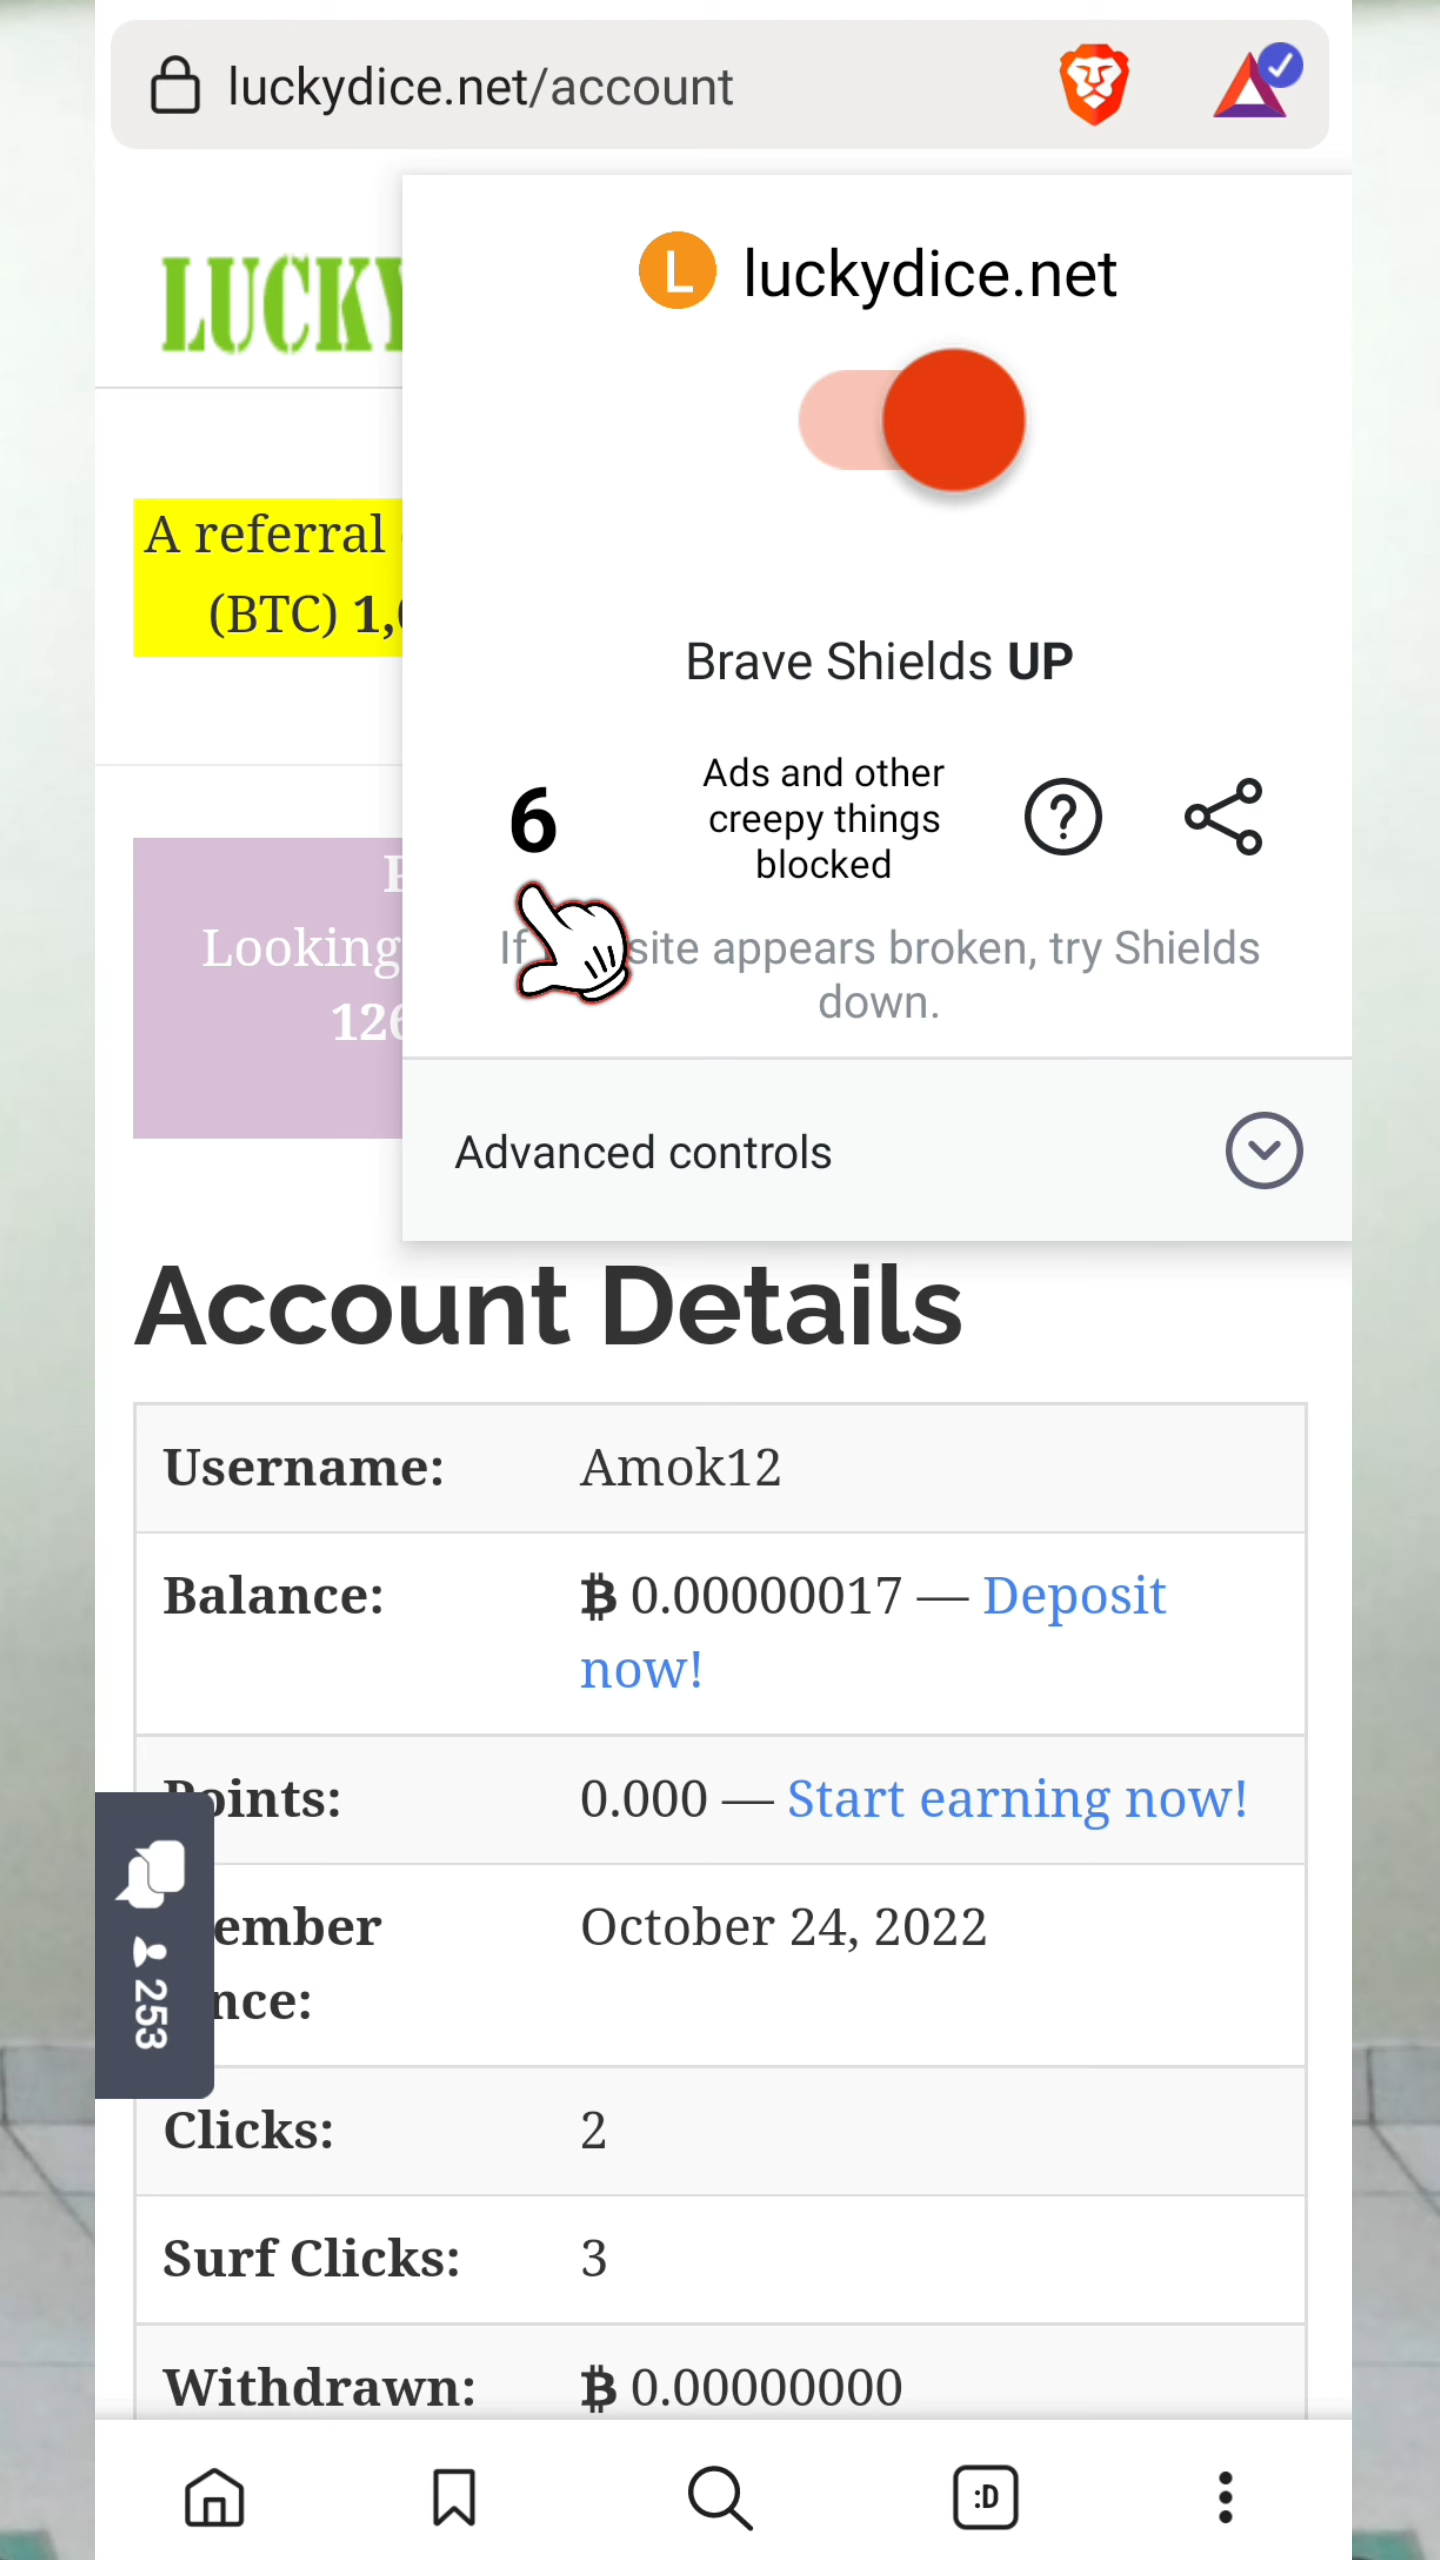 luckydice.net/account
LUCKY
L luckydice.net
A referral
(BTC) 1,
Brave Shields UP
6
Ads and other
creepy things
blocked
?
Looking
126
If site appears broken, try Shields
down.
Advanced controls
Account Details
Username: Amok12
Balance: ₿ 0.00000017 — Deposit
now!
Points: 0.000 — Start earning now!
ember October 24, 2022
nce:
253
Clicks: 2
Surf Clicks: 3
Withdrawn: ₿ 0.00000000
:D